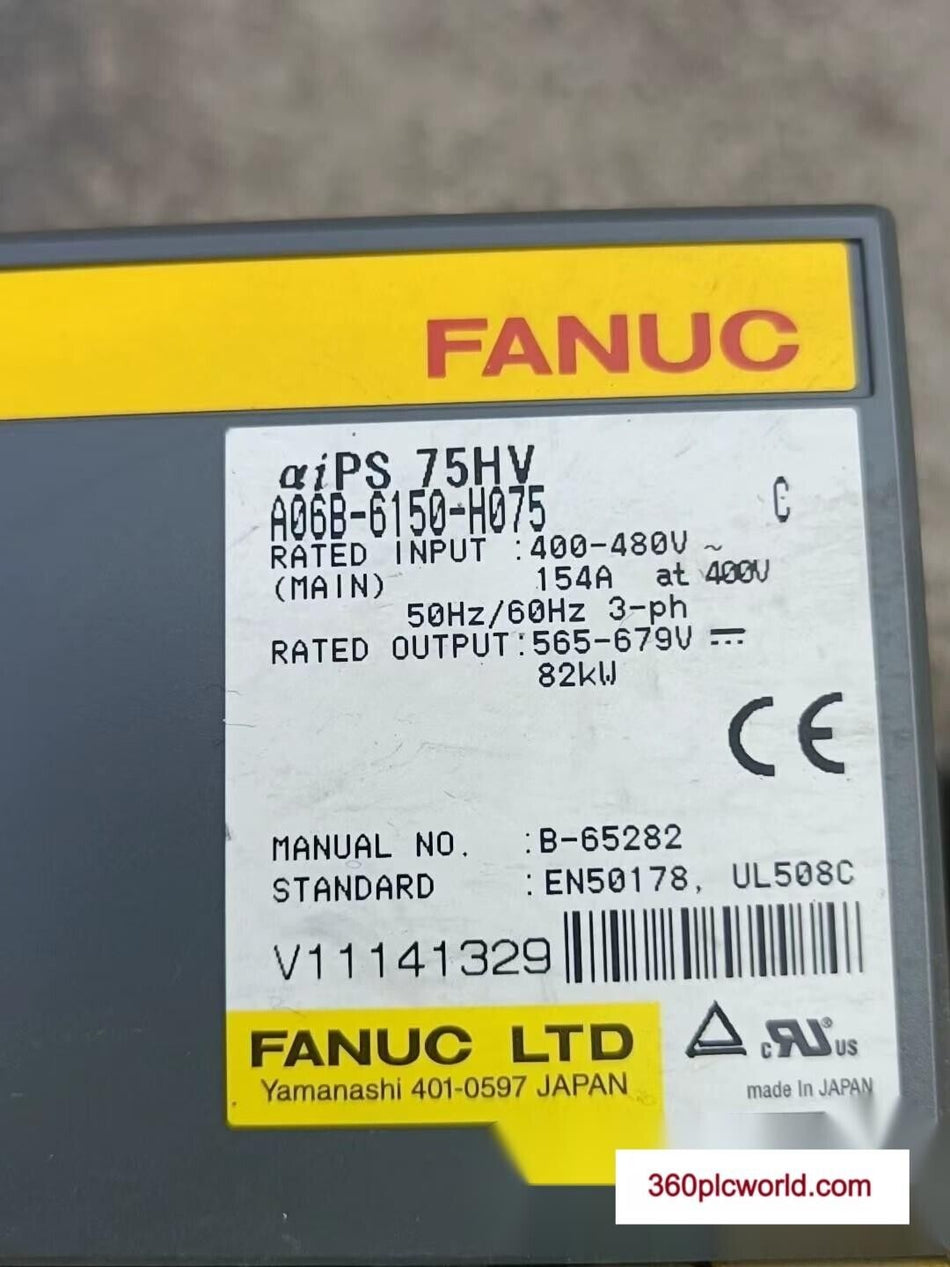 FANUC
αiPS 75HV
A06B-6150-H075
C
RATED INPUT :400-480V ~
(MAIN) 154A at 400V
50Hz/60Hz 3-ph
RATED OUTPUT:565-679V ⎓
82kW
CE
MANUAL NO. :B-65282
STANDARD :EN50178, UL508C
V11141329
FANUC LTD
Yamanashi 401-0597 JAPAN
c RU® US
made In JAPAN
360plcworld.com